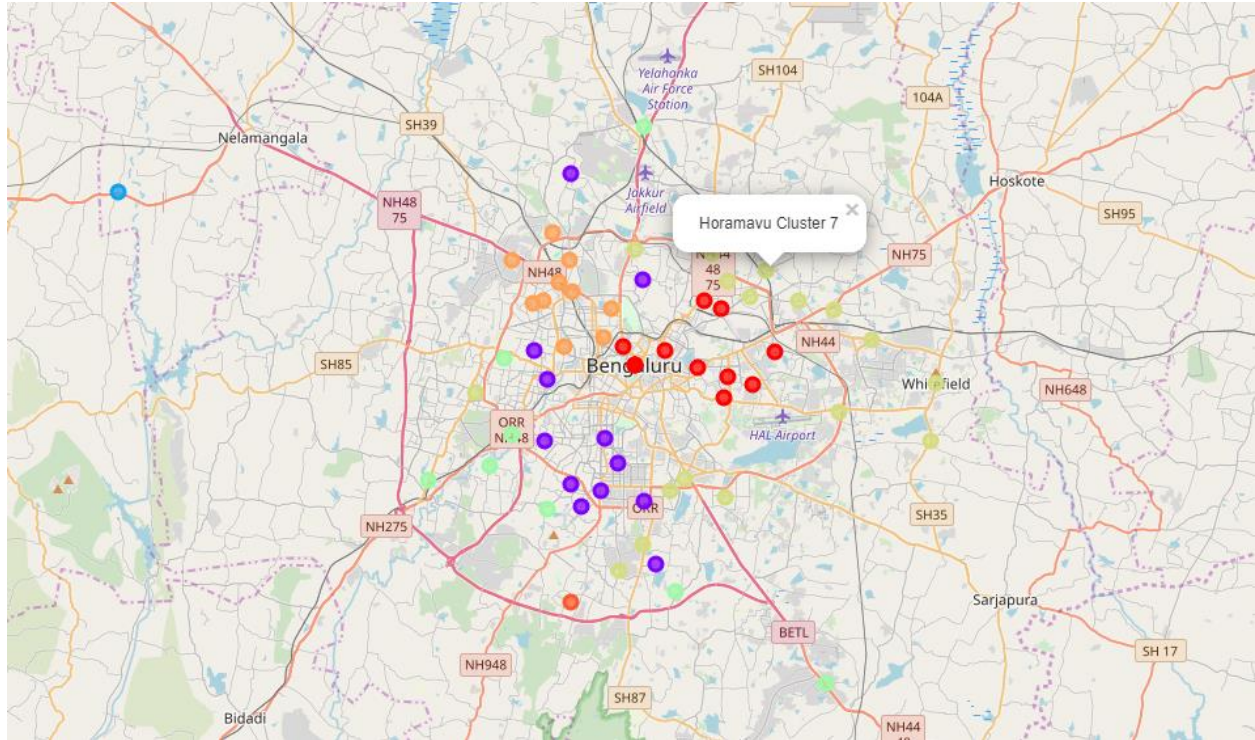 Yelahanka
Air Force
Station
SH104
104A
SH39
Nelamangala
Hoskote
Jakkur
Airfield
NH48
75
SH95
Horamavu Cluster 7
×
NH75
48
75
NH48
NH44
SH85
Bengaluru
Whitefield
NH648
ORR
NH48
HAL Airport
ORR
SH35
NH275
Sarjapura
BETL
NH948
SH 17
SH87
Bidadi
NH44